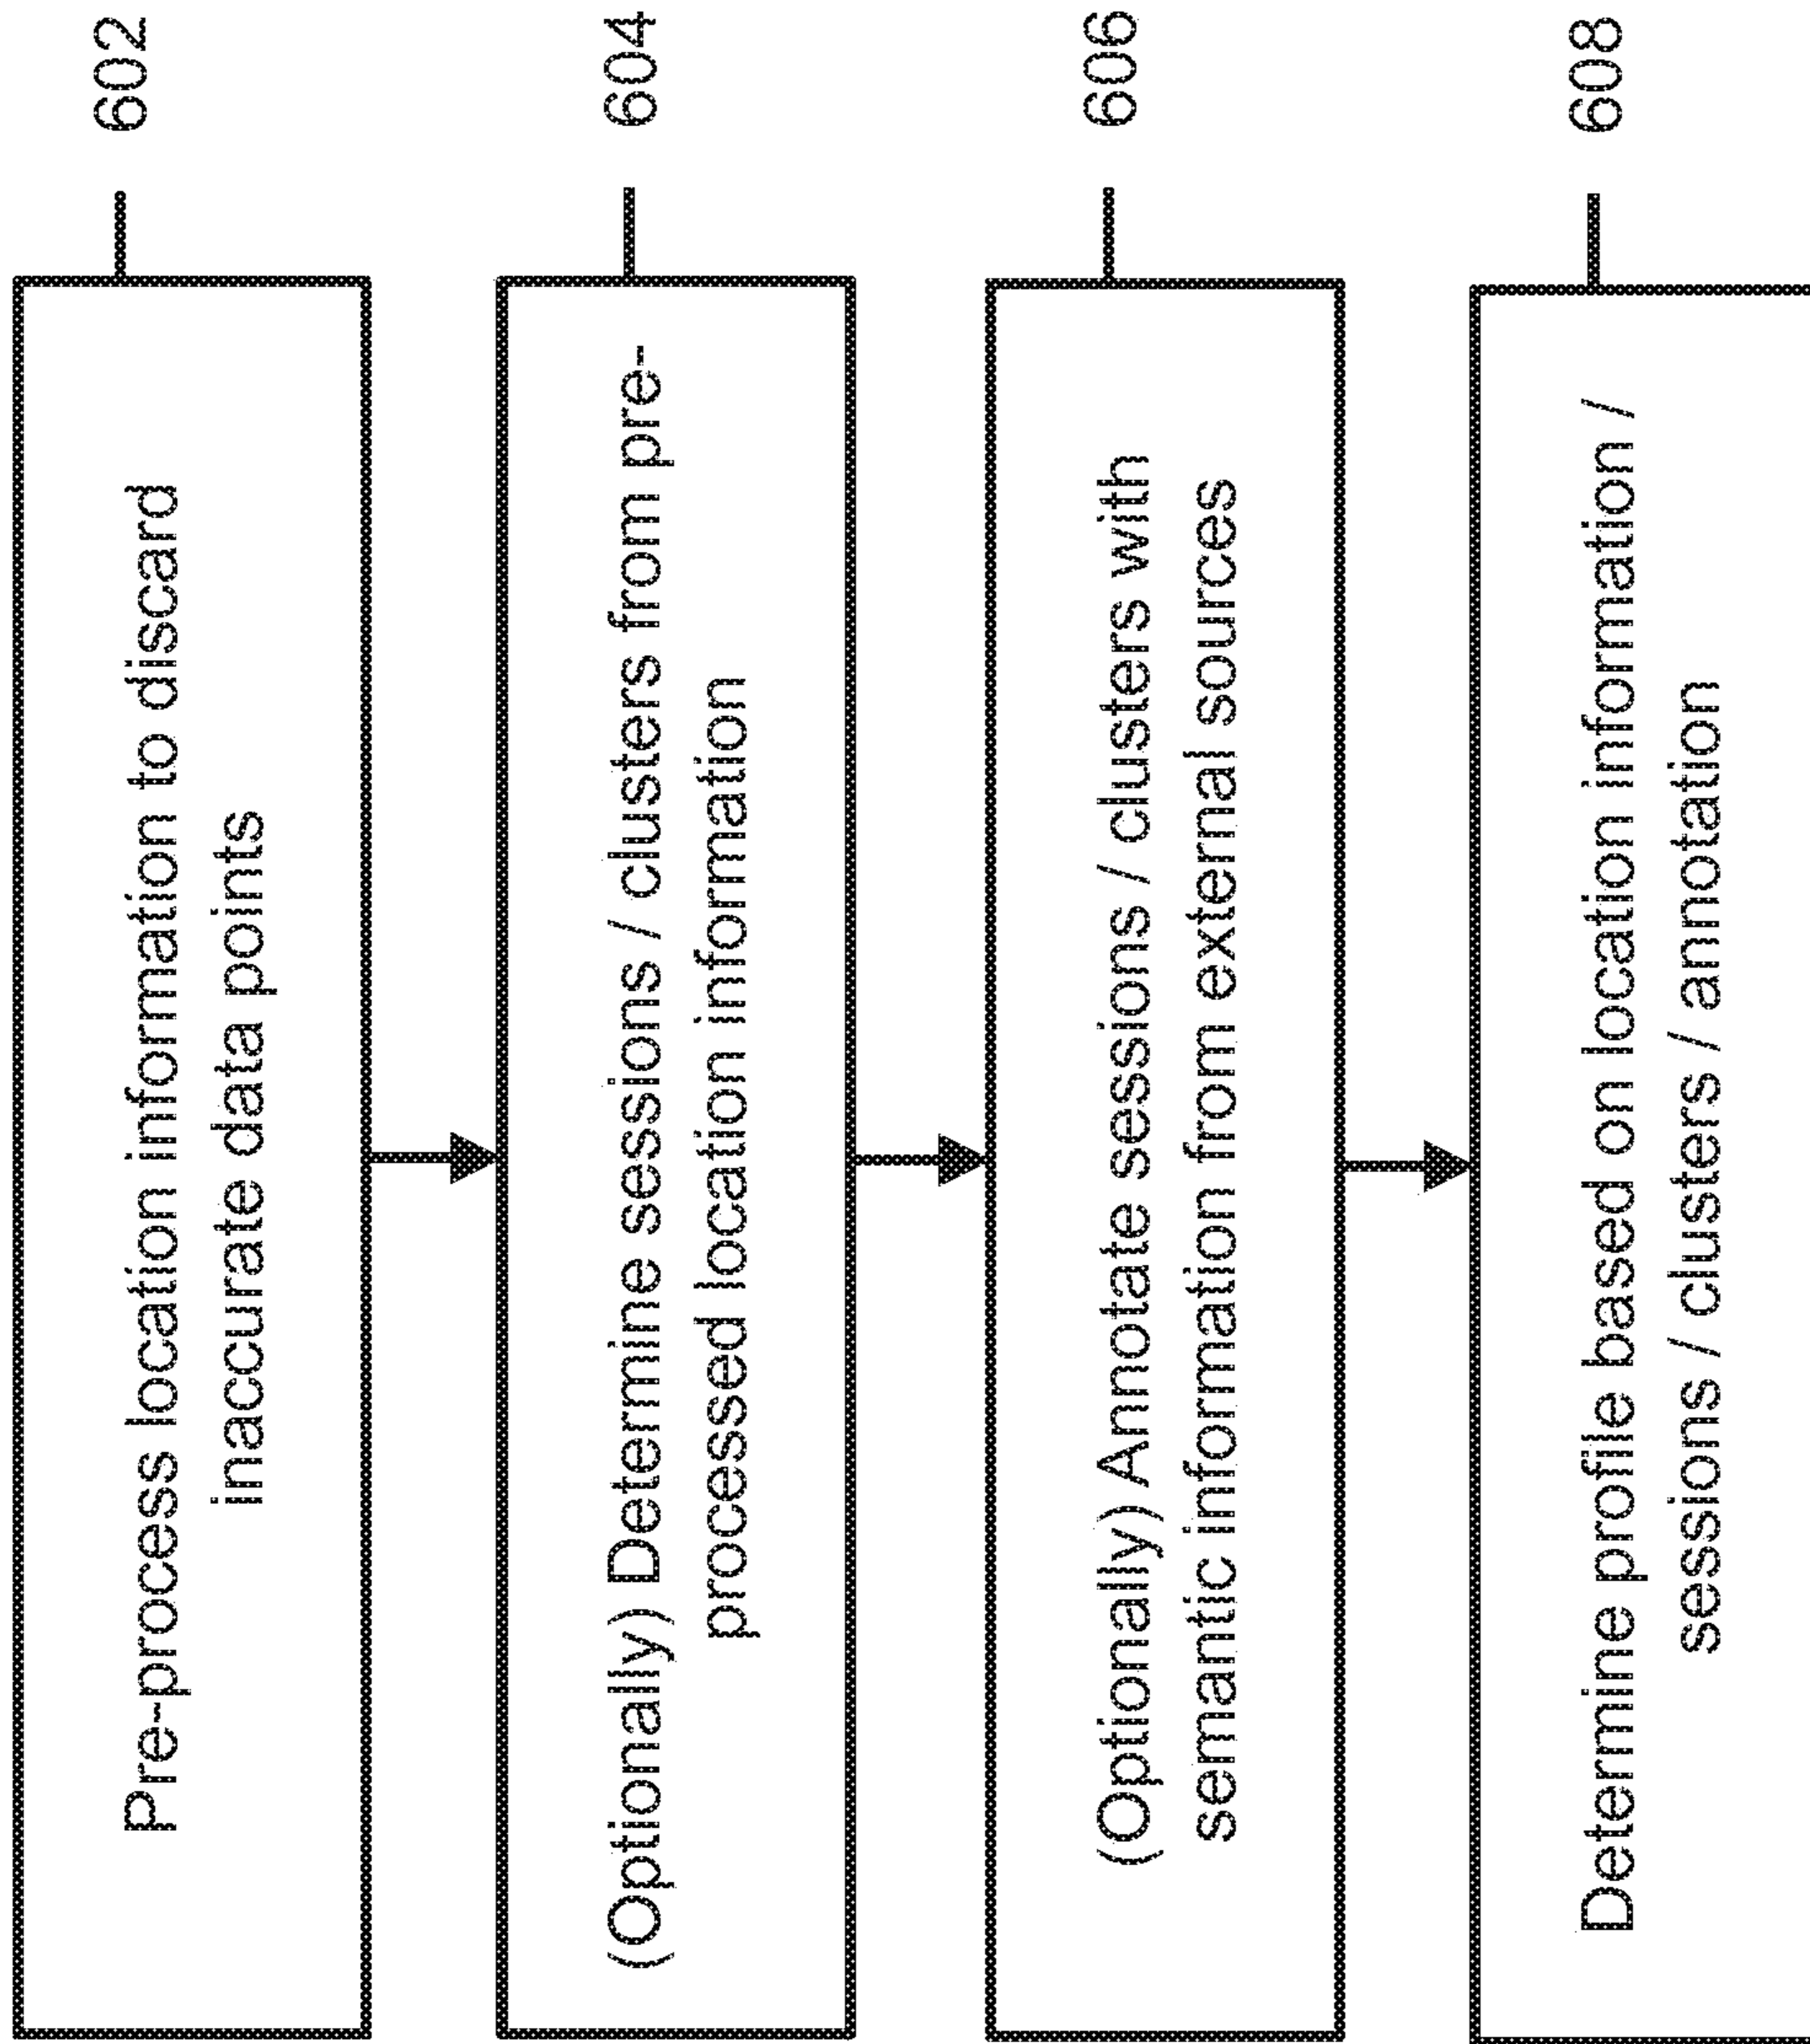 Pre-process location information to discard
inaccurate data points
602
(Optionally) Determine sessions / clusters from pre-
processed location information
604
(Optionally) Annotate sessions / clusters with
semantic information from external sources
606
Determine profile based on location information /
sessions / clusters / annotation
608